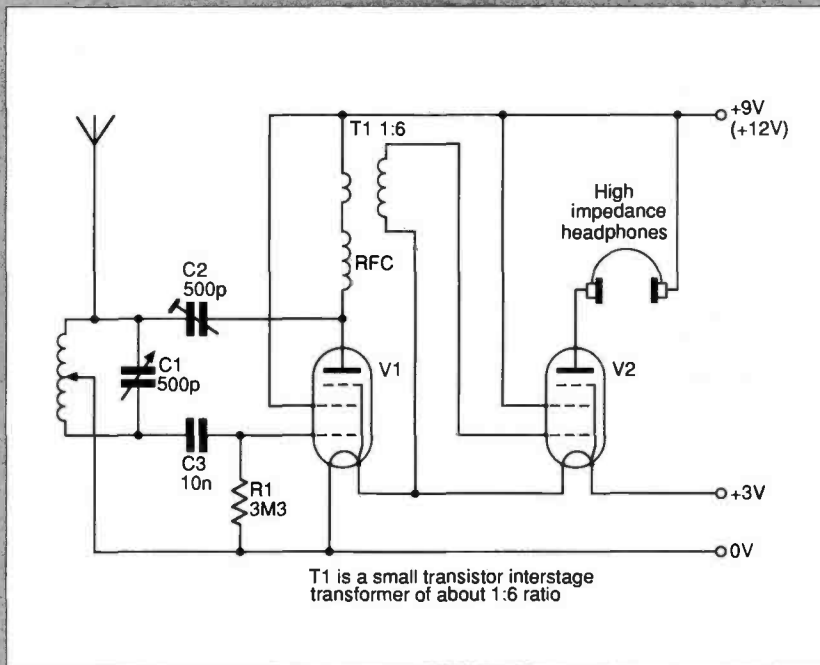 +9V
(+12V)
T1 1:6
High
impedance
headphones
RFC
C2
500p
C1
500p
V1
V2
C3
10n
R1
3M3
+3V
0V
T1 is a small transistor interstage
transformer of about 1:6 ratio